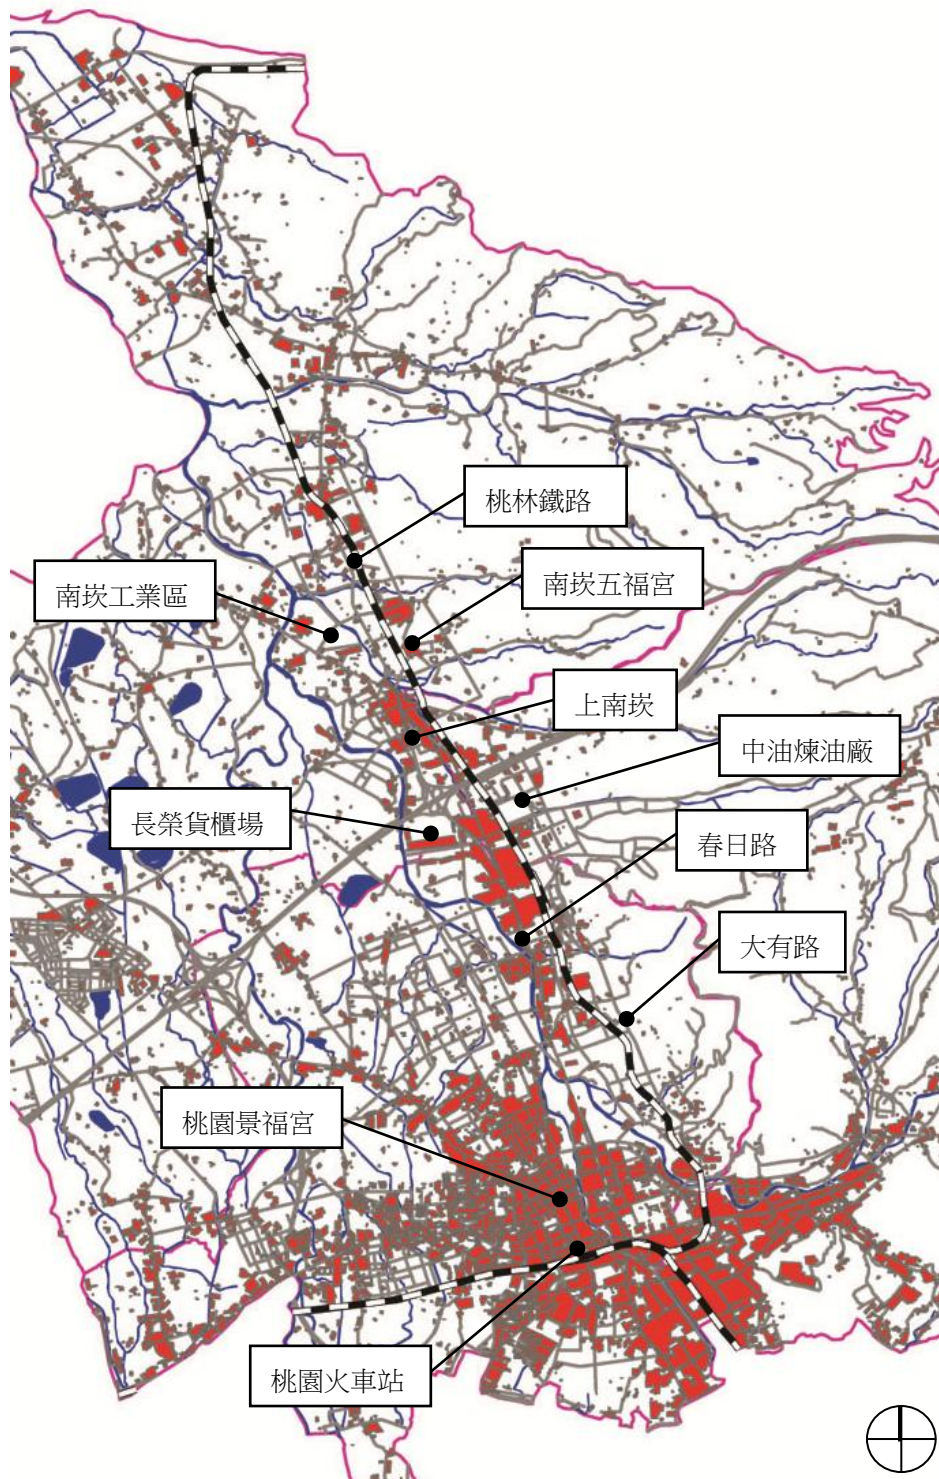 桃林鐵路
南崁五福宮
南崁工業區
上南崁
中油煉油廠
長榮貨櫃場
春日路
大有路
桃園景福宮
桃園火車站